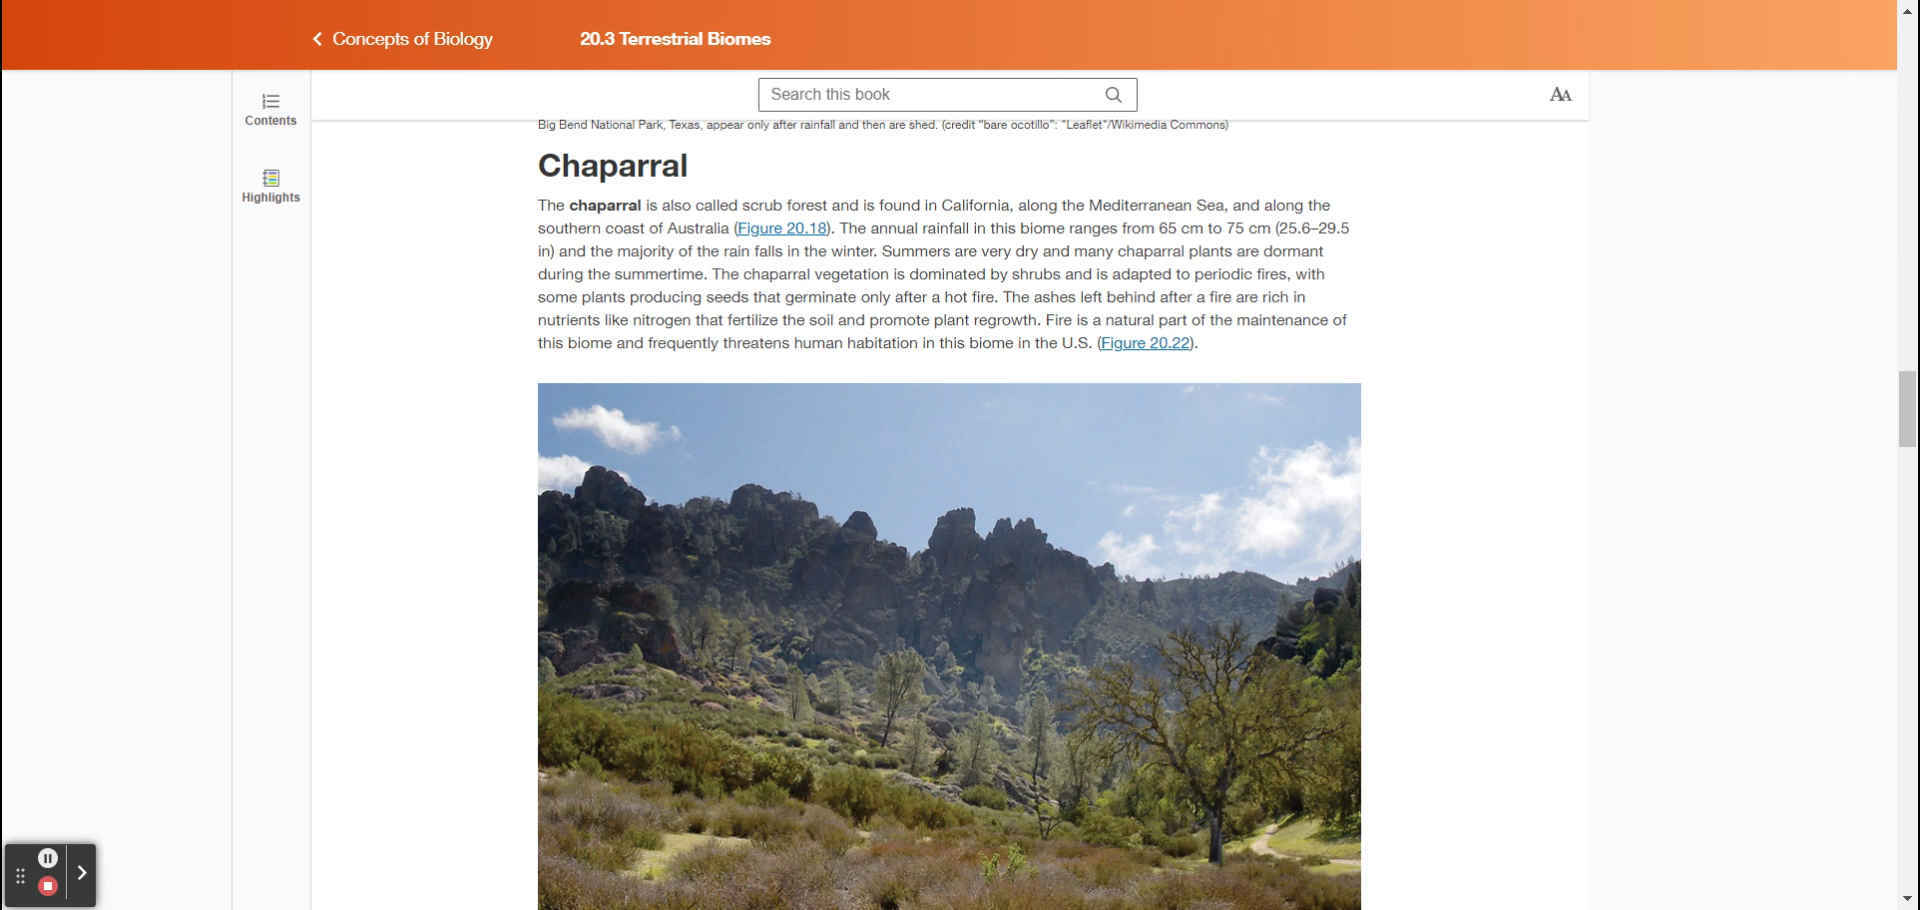 Concepts of Biology
20.3 Terrestrial Biomes
Search this book
AA
Contents
Highlights
Big Bend National Park, Texas, appear only after rainfall and then are shed. (credit "bare ocotillo": "Leaflet"/Wikimedia Commons)
Chaparral
The chaparral is also called scrub forest and is found in California, along the Mediterranean Sea, and along the
southern coast of Australia (Figure 20.18). The annual rainfall in this biome ranges from 65 cm to 75 cm (25.6–29.5
in) and the majority of the rain falls in the winter. Summers are very dry and many chaparral plants are dormant
during the summertime. The chaparral vegetation is dominated by shrubs and is adapted to periodic fires, with
some plants producing seeds that germinate only after a hot fire. The ashes left behind after a fire are rich in
nutrients like nitrogen that fertilize the soil and promote plant regrowth. Fire is a natural part of the maintenance of
this biome and frequently threatens human habitation in this biome in the U.S. (Figure 20.22).